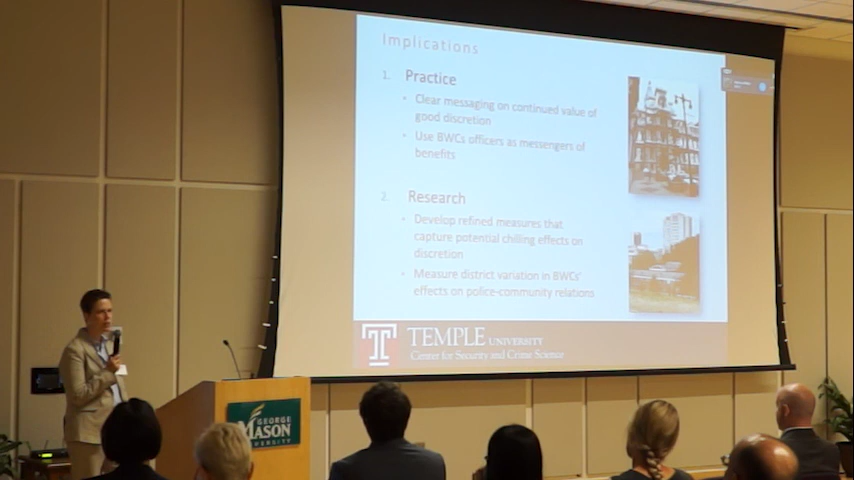 Implications
1. Practice
• Clear messaging on continued value of
good discretion
• Use BWCs officers as messengers of
benefits
2. Research
• Develop refined measures that
capture potential chilling effects on
discretion
• Measure district variation in BWCs'
effects on police-community relations
T TEMPLE UNIVERSITY
Center for Security and Crime Science
GEORGE
MASON
UNIVERSITY